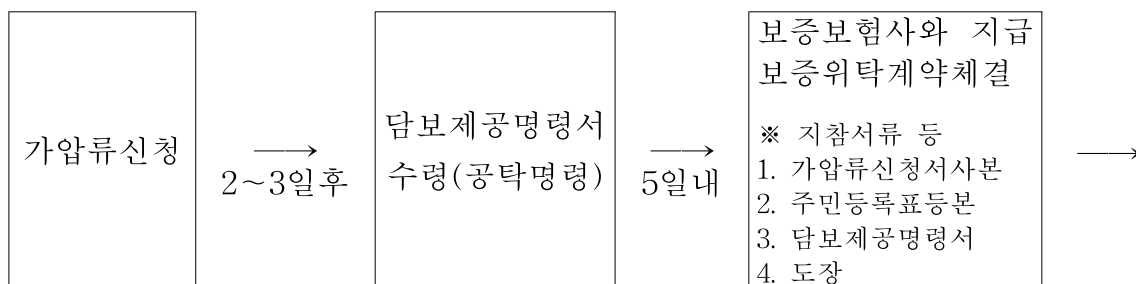 가압류신청
⟶
2~3일후
담보제공명령서
수령(공탁명령)
⟶
5일내
보증보험사와 지급
보증위탁계약체결
※ 지참서류 등
1. 가압류신청서사본
2. 주민등록표등본
3. 담보제공명령서
4. 도장
⟶